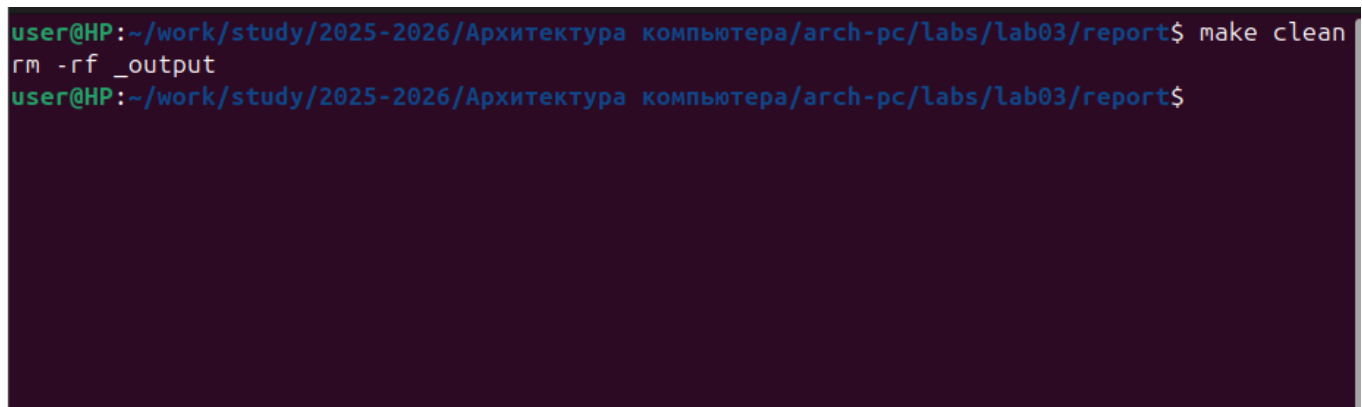 user@HP:~/work/study/2025-2026/Архитектура компьютера/arch-pc/labs/lab03/report$ make clean
rm -rf _output
user@HP:~/work/study/2025-2026/Архитектура компьютера/arch-pc/labs/lab03/report$